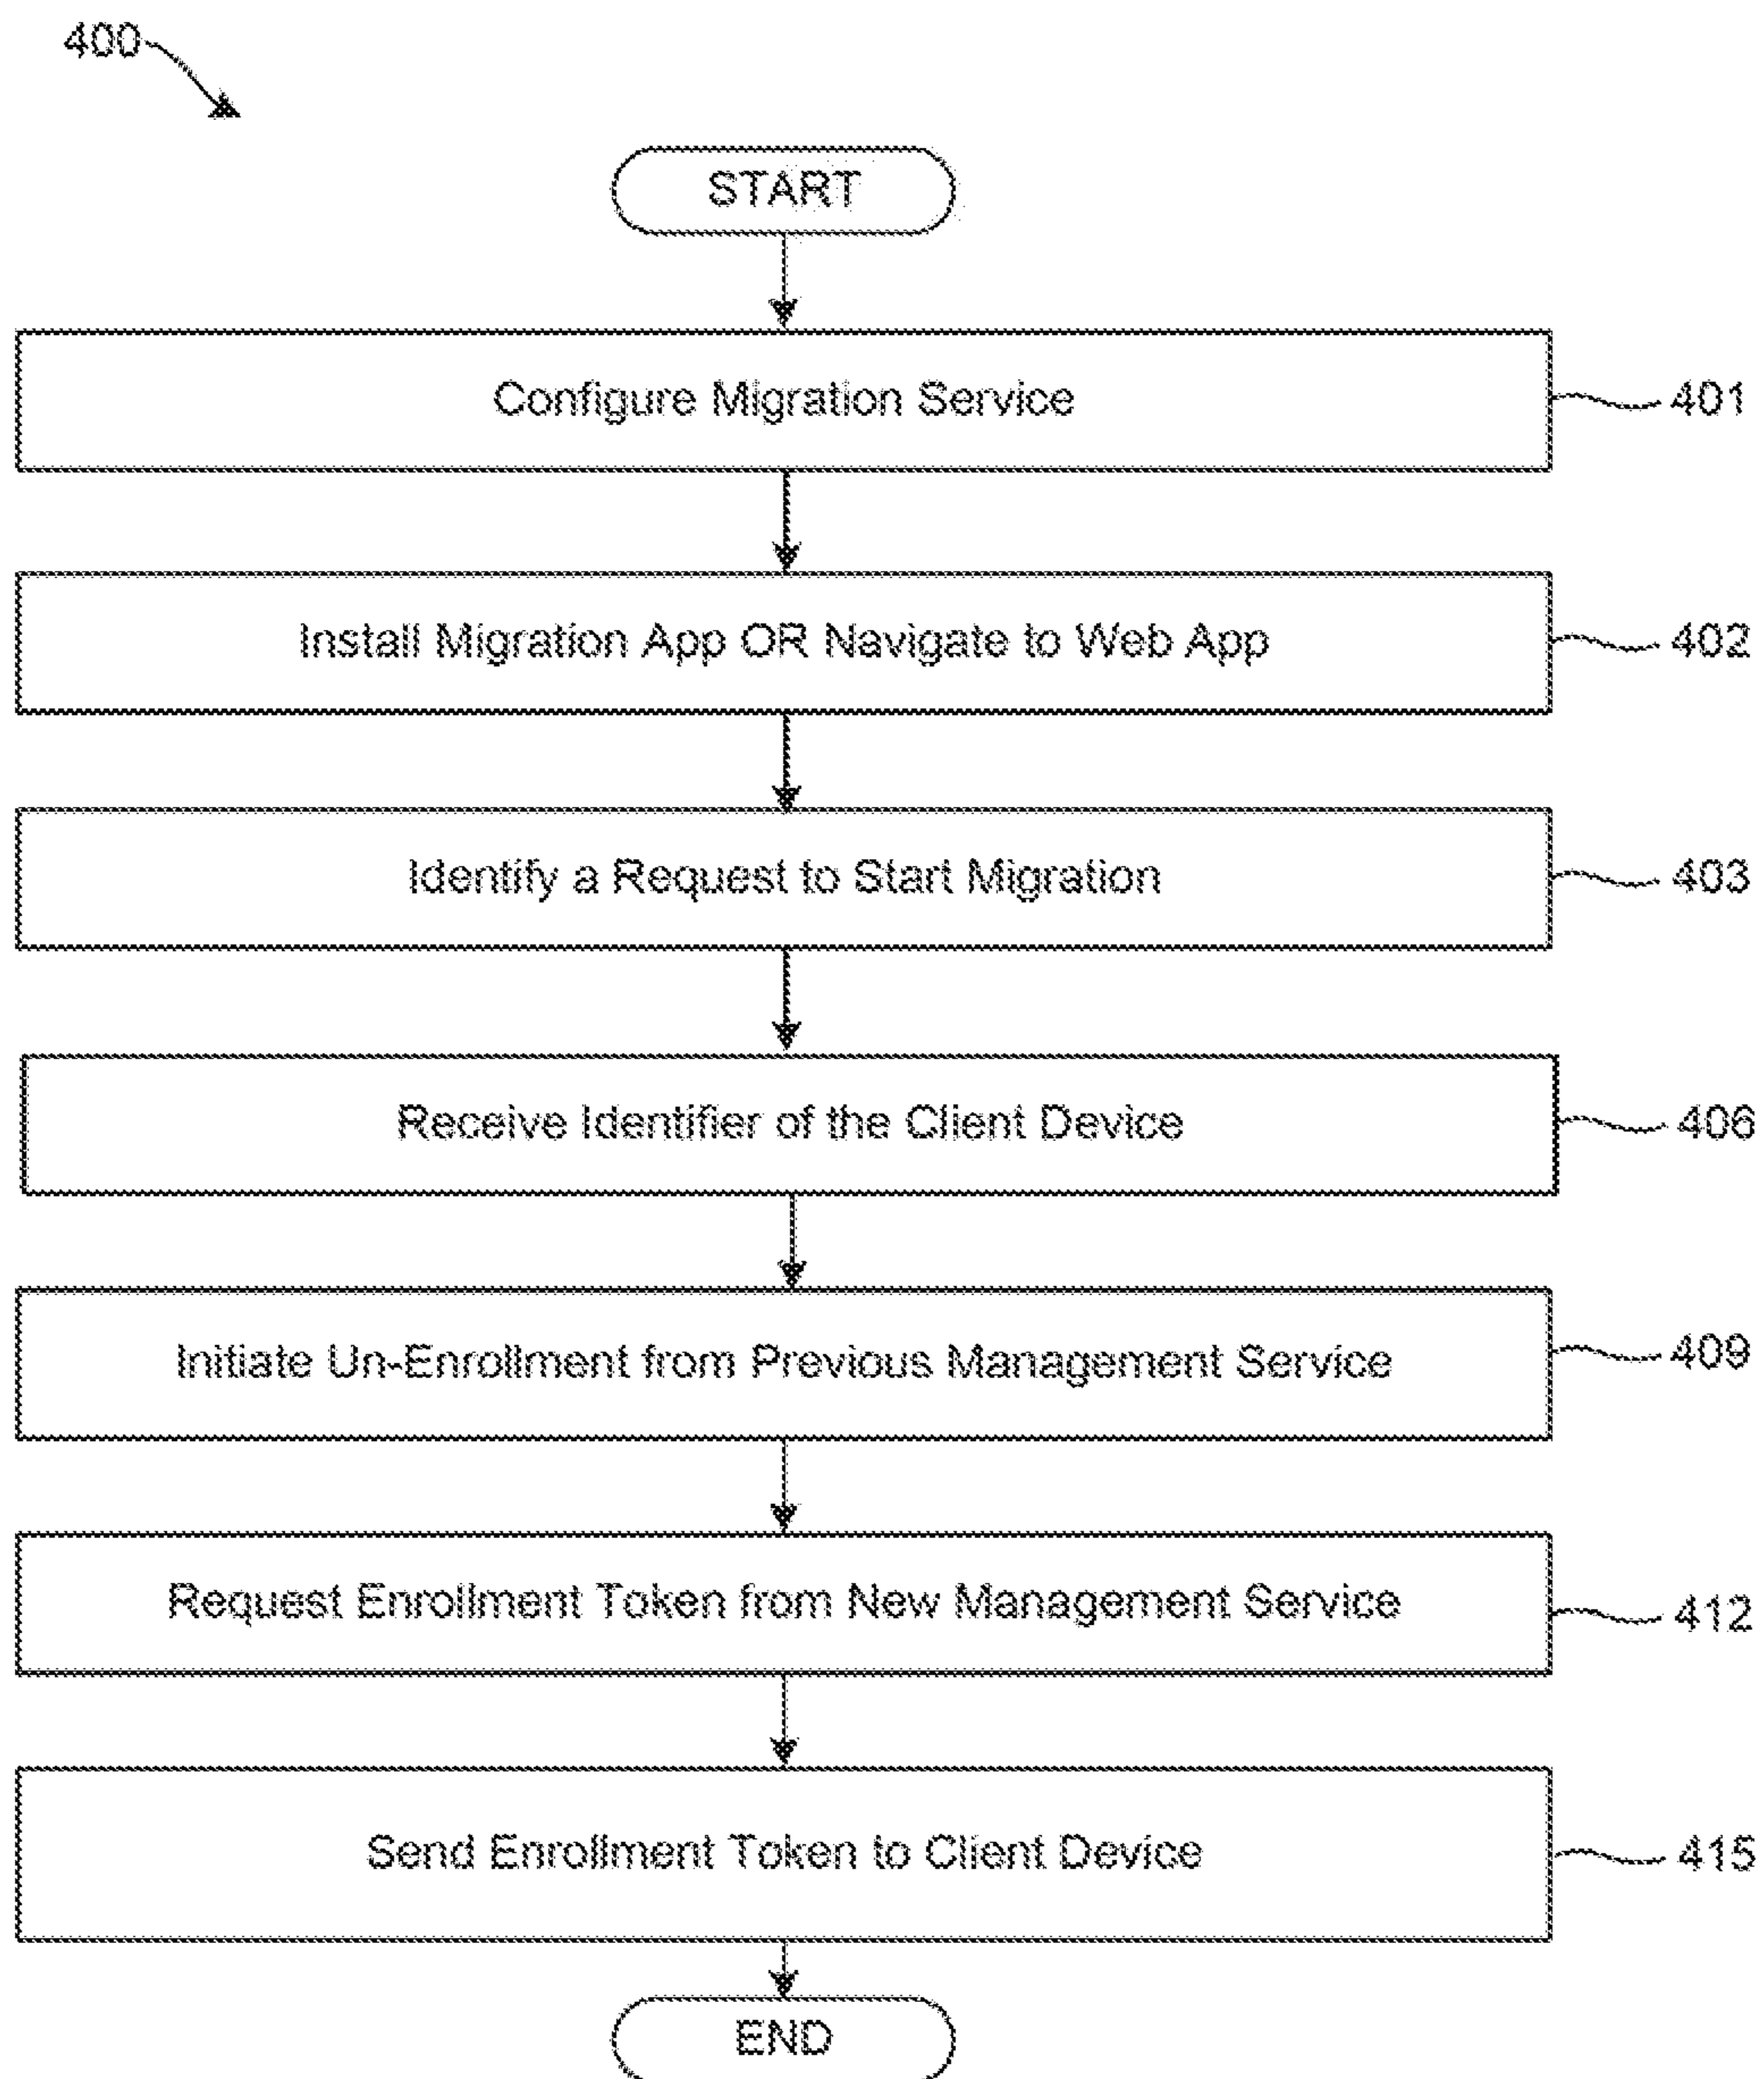 400
START
Configure Migration Service
401
Install Migration App OR Navigate to Web App
402
Identify a Request to Start Migration
403
Receive Identifier of the Client Device
406
Initiate Un-Enrollment from Previous Management Service
409
Request Enrollment Token from New Management Service
412
Send Enrollment Token to Client Device
415
END